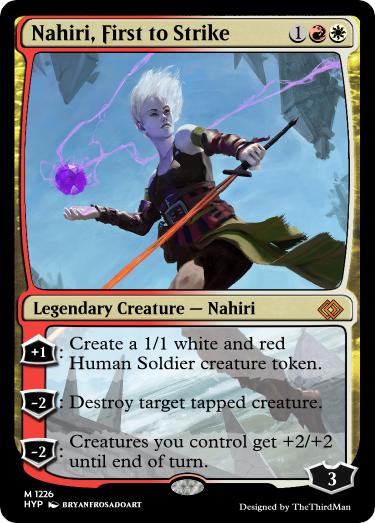 Nahiri, First to Strike 1
Legendary Creature — Nahiri
+1: Create a 1/1 white and red
Human Soldier creature token.
-2: Destroy target tapped creature.
-2: Creatures you control get +2/+2
until end of turn.
3
M 1226
HYP BRYANFROSADOART
Designed by TheThirdMan